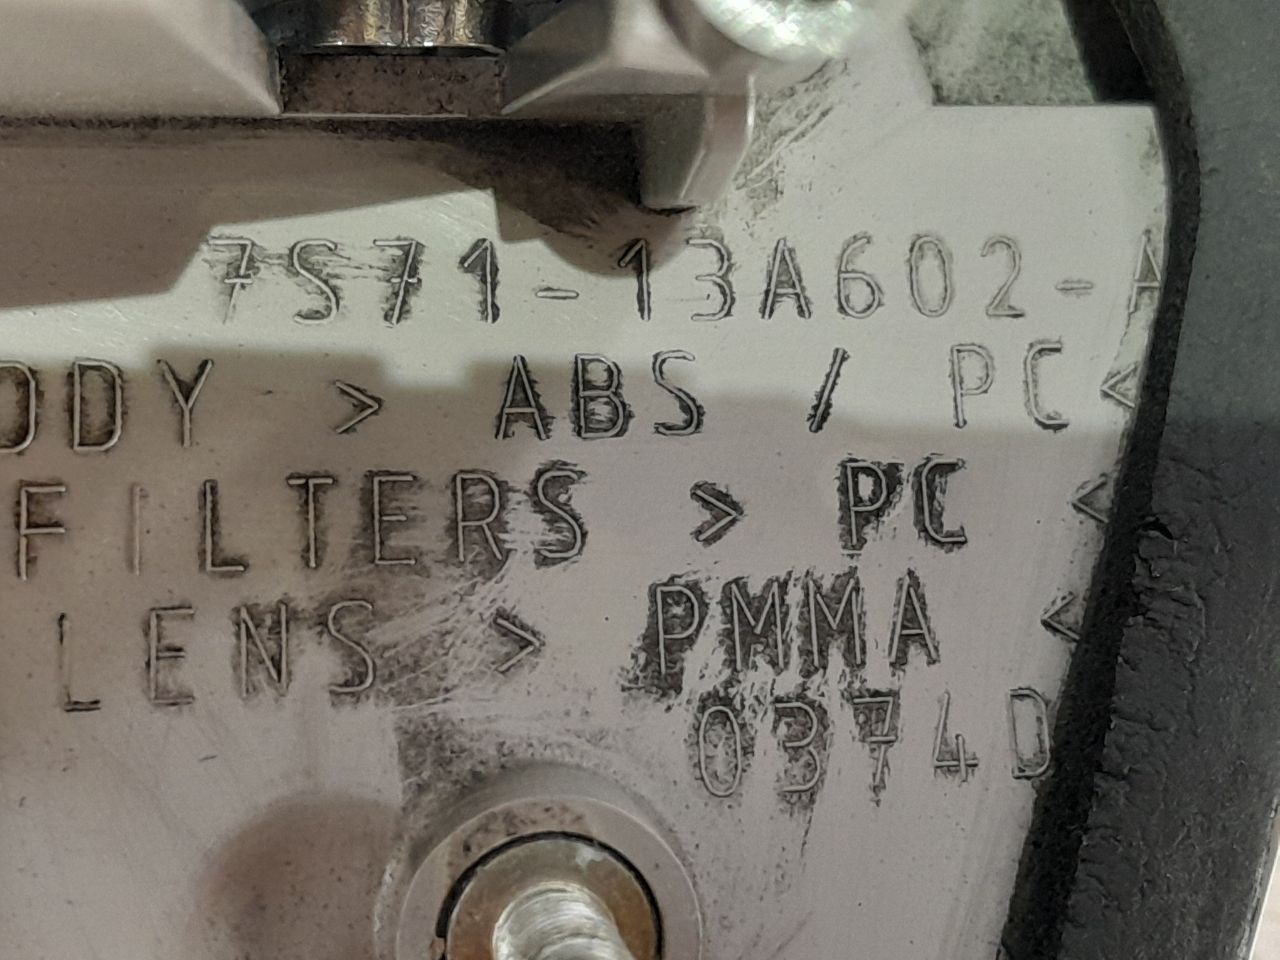 7S71-13A602-A
ODY > ABS / PC <
FILTERS > PC <
LENS > PMMA <
0374D